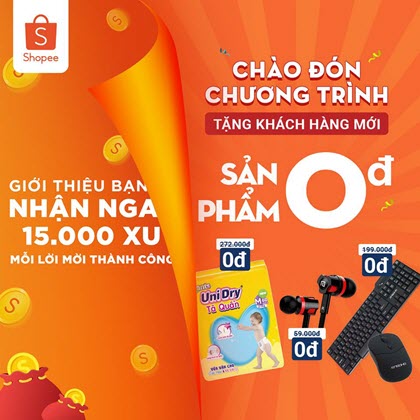 Shopee
GIỚI THIỆU BẠN
NHẬN NGA
15.000 XU
MỖI LỜI MỜI THÀNH CÔNG
CHÀO ĐÓN
CHƯƠNG TRÌNH
TẶNG KHÁCH HÀNG MỚI
SẢN
PHẨM
0đ
272.000đ
0đ
UniDry
Tã Quần
59.000đ
0đ
199.000đ
0đ